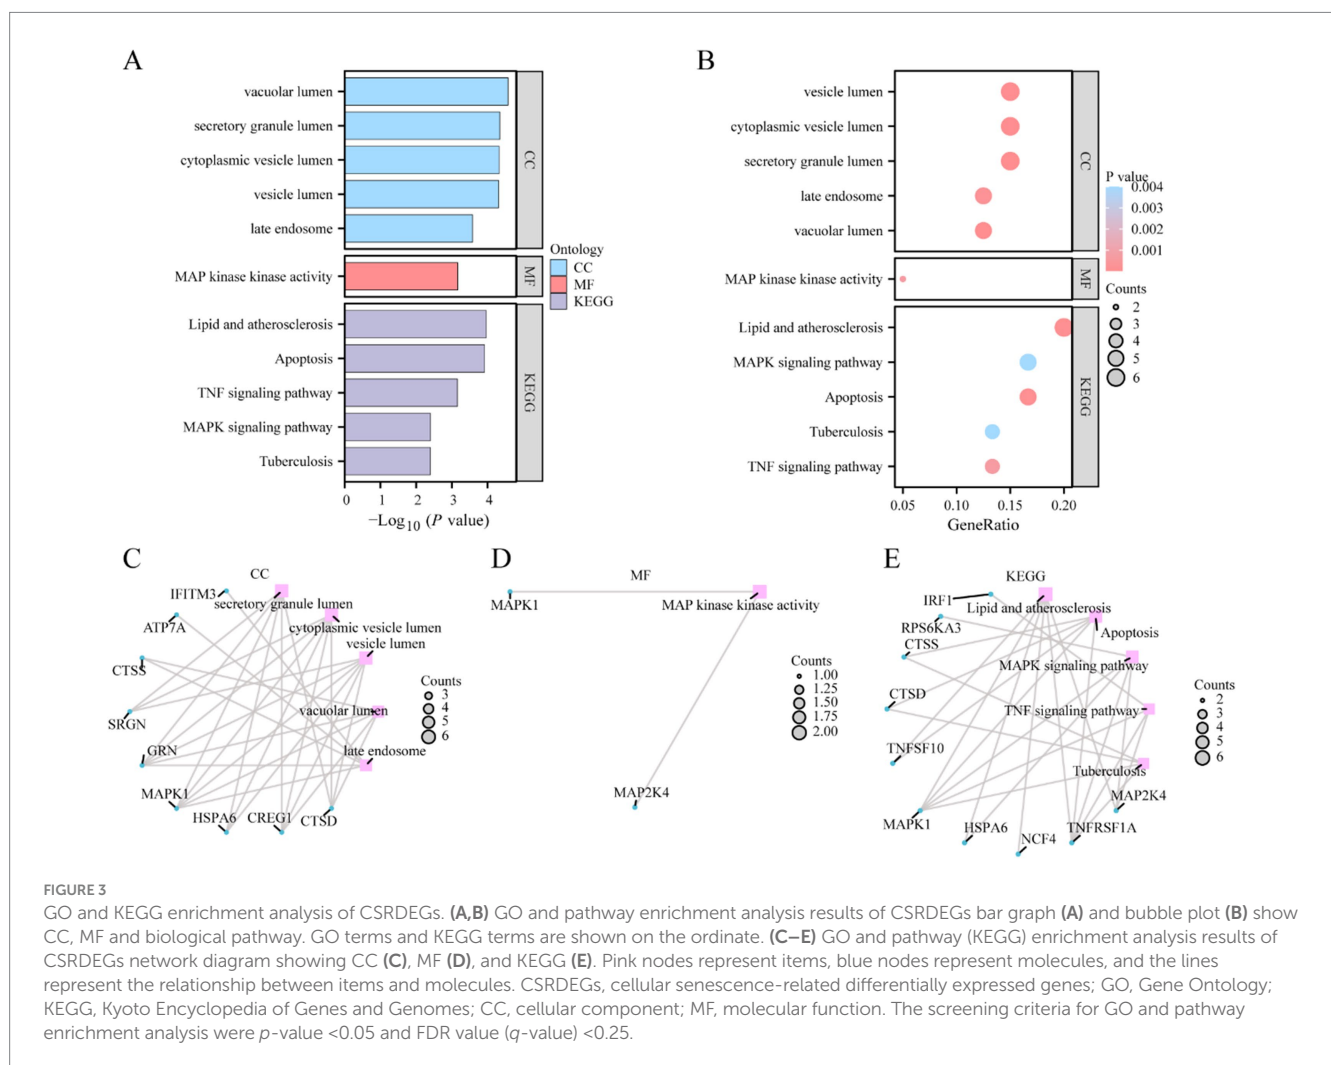 A
vacuolar lumen
secretory granule lumen
cytoplasmic vesicle lumen
vesicle lumen
late endosome
CC
MAP kinase kinase activity
MF
Lipid and atherosclerosis
Apoptosis
TNF signaling pathway
MAPK signaling pathway
Tuberculosis
KEGG
0 1 2 3 4
−Log10 (P value)
Ontology
CC
MF
KEGG
B
vesicle lumen
cytoplasmic vesicle lumen
secretory granule lumen
late endosome
vacuolar lumen
CC
MAP kinase kinase activity
MF
Lipid and atherosclerosis
MAPK signaling pathway
Apoptosis
Tuberculosis
TNF signaling pathway
KEGG
0.05 0.10 0.15 0.20
GeneRatio
P value
0.004
0.003
0.002
0.001
Counts
2
3
4
5
6
C
CC
IFITM3
secretory granule lumen
ATP7A
cytoplasmic vesicle lumen
vesicle lumen
CTSS
vacuolar lumen
SRGN
late endosome
GRN
MAPK1
HSPA6
CREG1
CTSD
Counts
3
4
5
6
D
MF
MAPK1
MAP kinase kinase activity
MAP2K4
Counts
1.00
1.25
1.50
1.75
2.00
E
KEGG
IRF1
Lipid and atherosclerosis
RPS6KA3
Apoptosis
CTSS
MAPK signaling pathway
CTSD
TNF signaling pathway
TNFSF10
Tuberculosis
MAP2K4
MAPK1
HSPA6
NCF4
TNFRSF1A
Counts
2
3
4
5
6
FIGURE 3
GO and KEGG enrichment analysis of CSRDEGs. (A,B) GO and pathway enrichment analysis results of CSRDEGs bar graph (A) and bubble plot (B) show
CC, MF and biological pathway. GO terms and KEGG terms are shown on the ordinate. (C–E) GO and pathway (KEGG) enrichment analysis results of
CSRDEGs network diagram showing CC (C), MF (D), and KEGG (E). Pink nodes represent items, blue nodes represent molecules, and the lines
represent the relationship between items and molecules. CSRDEGs, cellular senescence-related differentially expressed genes; GO, Gene Ontology;
KEGG, Kyoto Encyclopedia of Genes and Genomes; CC, cellular component; MF, molecular function. The screening criteria for GO and pathway
enrichment analysis were p-value <0.05 and FDR value (q-value) <0.25.